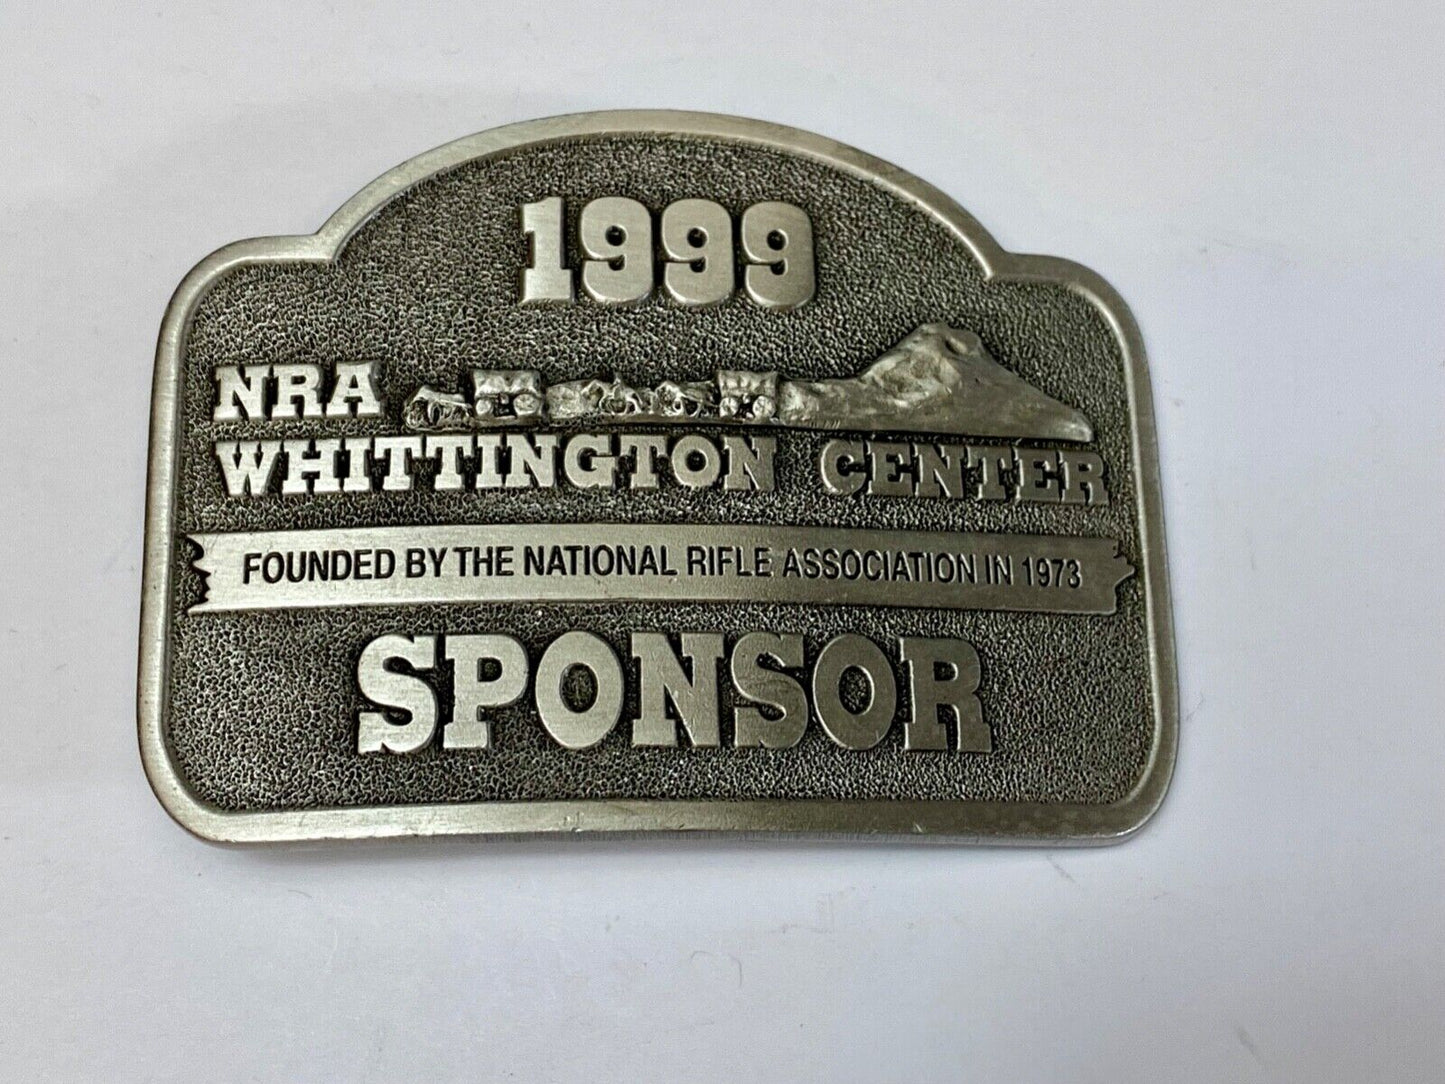 1999
NRA
WHITTINGTON CENTER
FOUNDED BY THE NATIONAL RIFLE ASSOCIATION IN 1973
SPONSOR